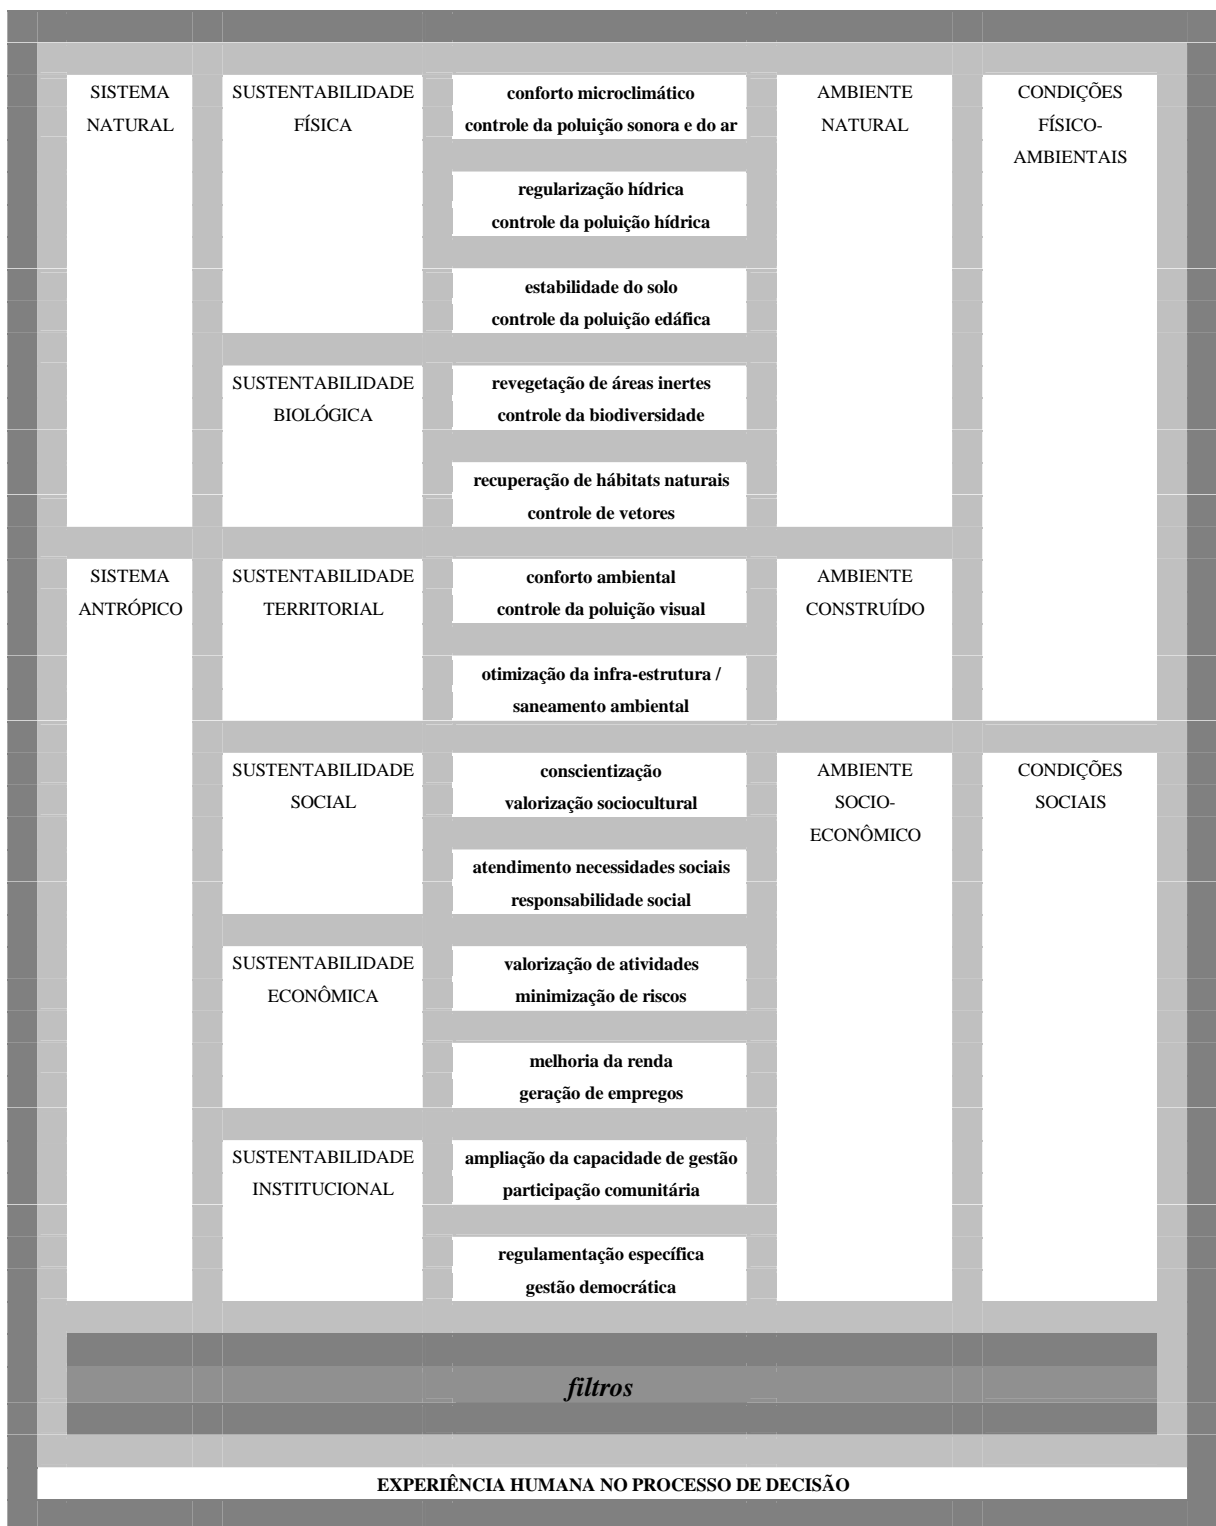 SISTEMA
NATURAL
SUSTENTABILIDADE
FÍSICA
conforto microclimático
controle da poluição sonora e do ar
regularização hídrica
controle da poluição hídrica
estabilidade do solo
controle da poluição edáfica
SUSTENTABILIDADE
BIOLÓGICA
revegetação de áreas inertes
controle da biodiversidade
recuperação de hábitats naturais
controle de vetores
AMBIENTE
NATURAL
CONDIÇÕES
FÍSICO-
AMBIENTAIS
SISTEMA
ANTRÓPICO
SUSTENTABILIDADE
TERRITORIAL
conforto ambiental
controle da poluição visual
otimização da infra-estrutura /
saneamento ambiental
AMBIENTE
CONSTRUÍDO
SUSTENTABILIDADE
SOCIAL
conscientização
valorização sociocultural
atendimento necessidades sociais
responsabilidade social
AMBIENTE
SOCIO-
ECONÔMICO
CONDIÇÕES
SOCIAIS
SUSTENTABILIDADE
ECONÔMICA
valorização de atividades
minimização de riscos
melhoria da renda
geração de empregos
SUSTENTABILIDADE
INSTITUCIONAL
ampliação da capacidade de gestão
participação comunitária
regulamentação específica
gestão democrática
filtros
EXPERIÊNCIA HUMANA NO PROCESSO DE DECISÃO